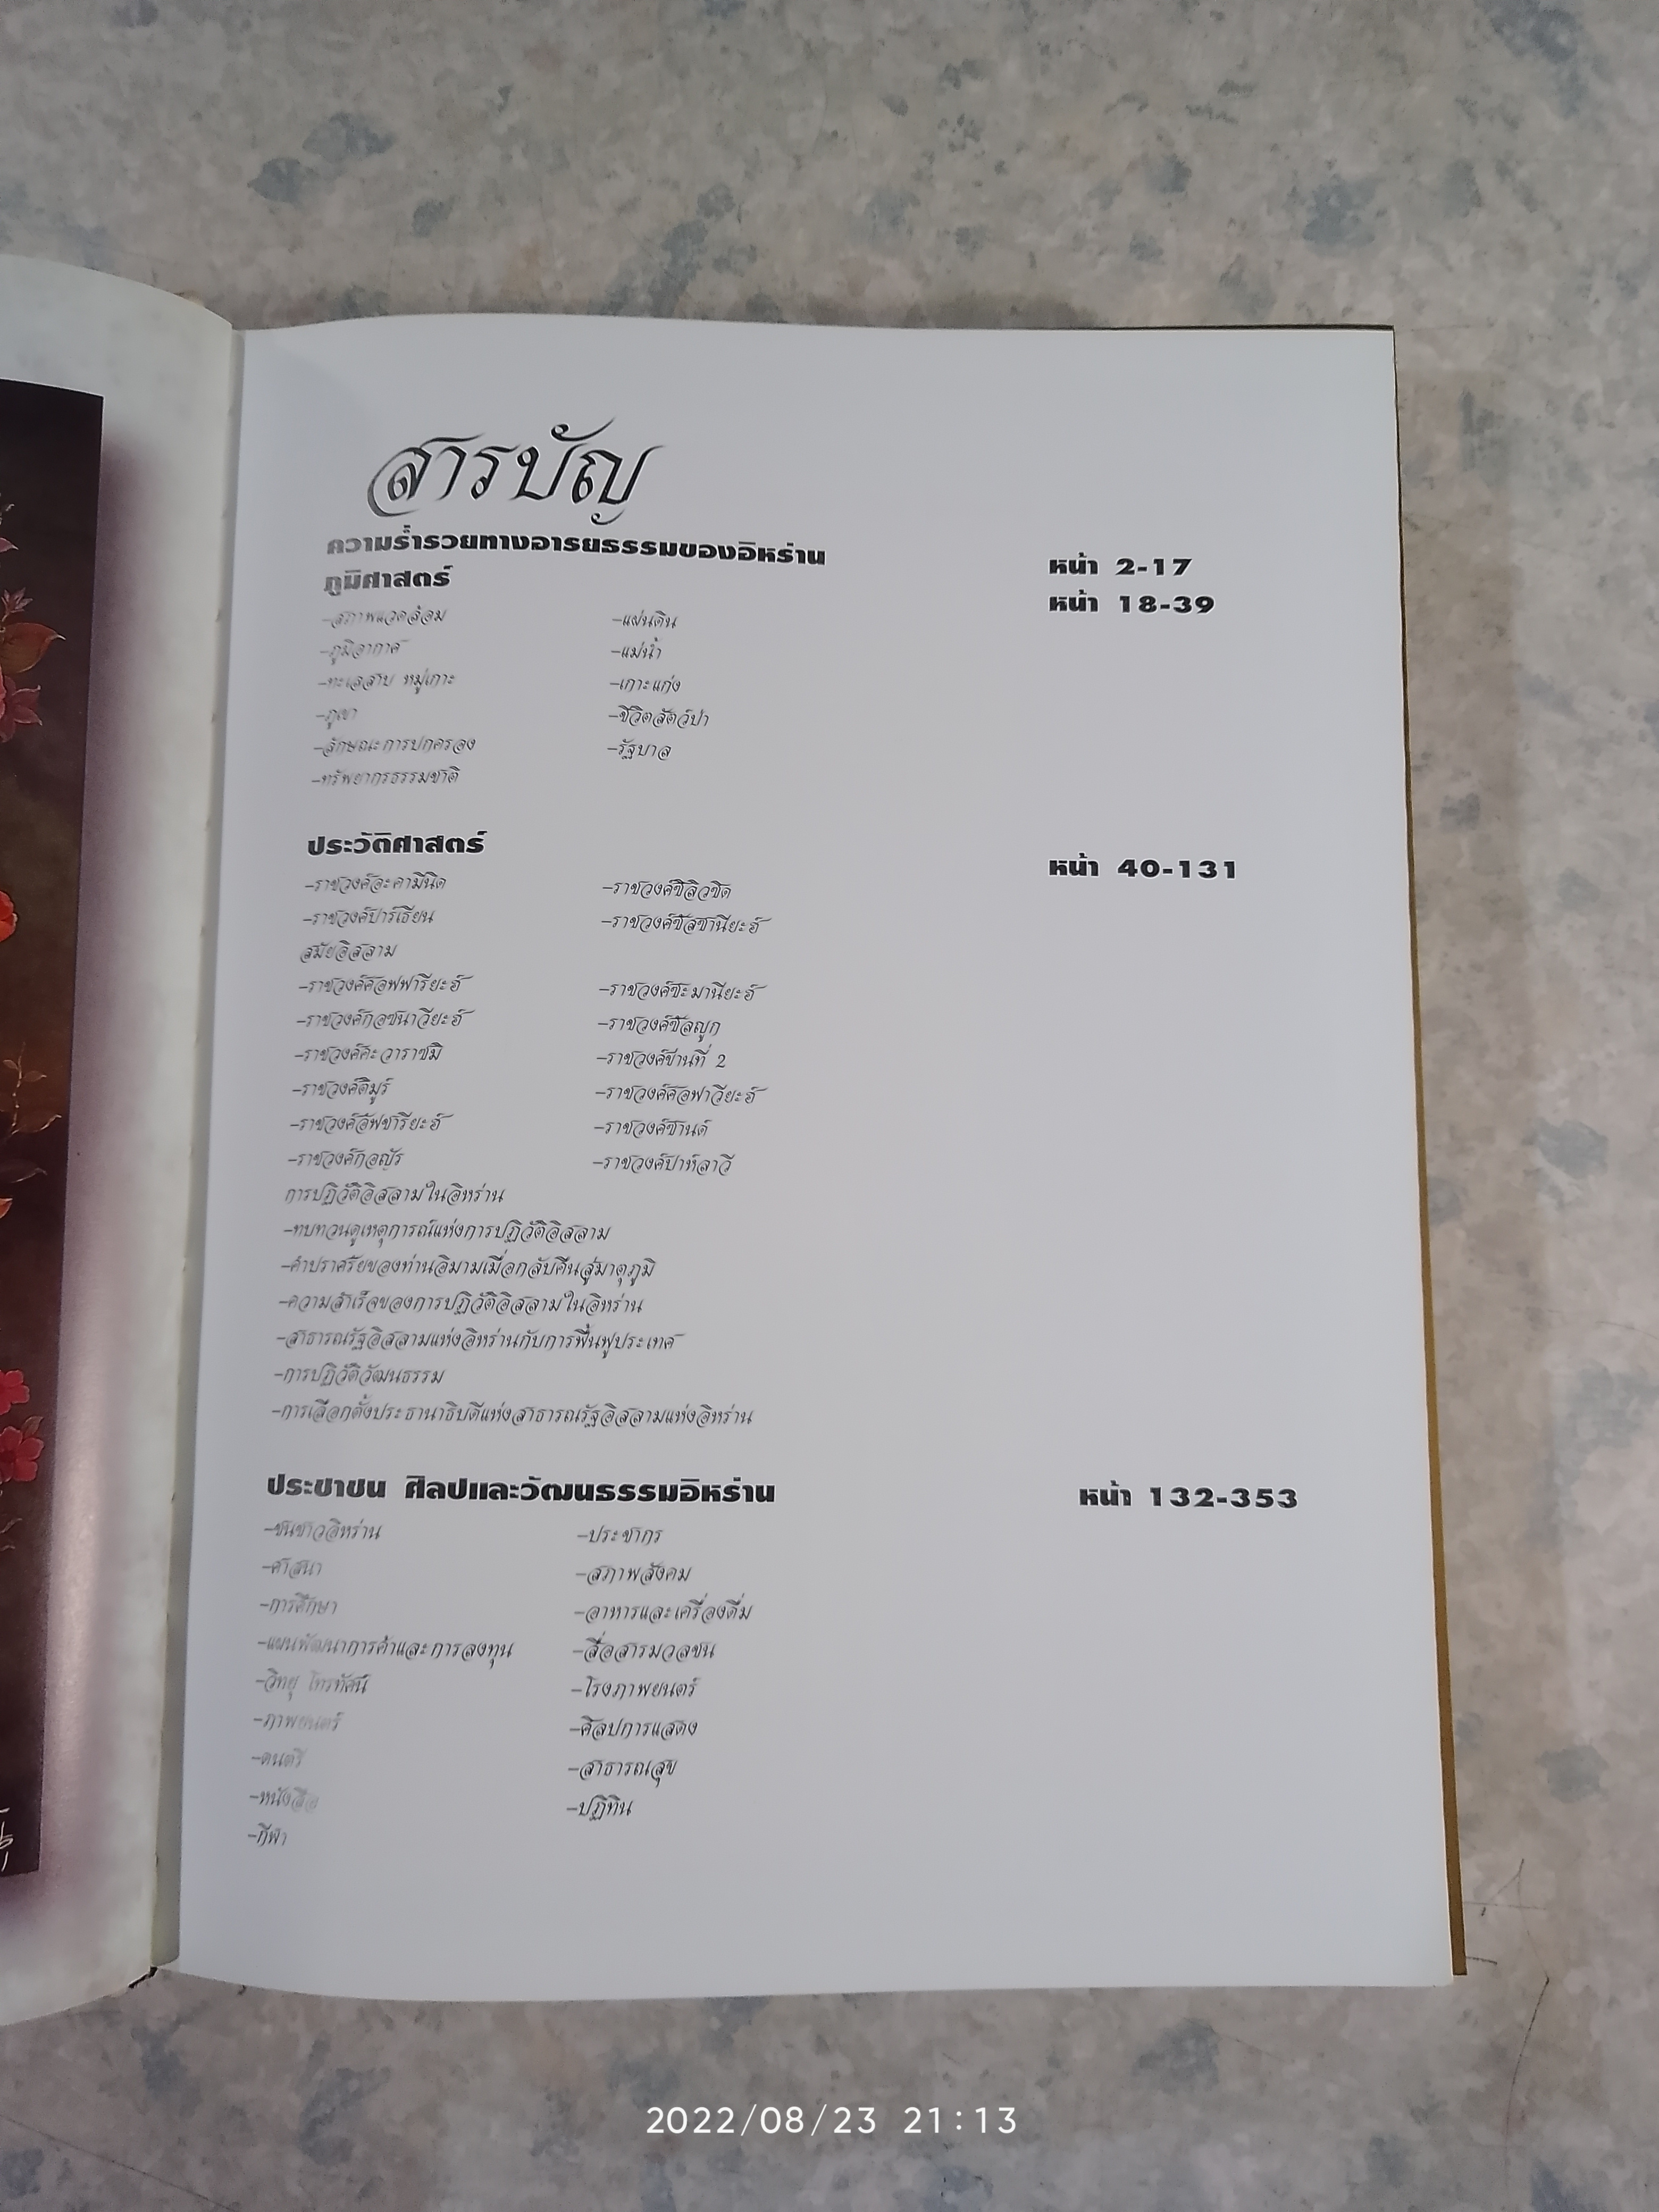 สารบัญ
ความร่ำรวยทางอารยธรรมของอิหร่าน หน้า 2-17
ภูมิศาสตร์ หน้า 18-39
-สภาพแวดล้อม -แผ่นดิน
-ภูมิอากาศ -แม่น้ำ
-ทะเลสาบ หมู่เกาะ -เกาะแก่ง
-ภูเขา -ชีวิตสัตว์ป่า
-ลักษณะการปกครอง -รัฐบาล
-ทรัพยากรธรรมชาติ
ประวัติศาสตร์ หน้า 40-131
-ราชวงศ์อะคามีนิด -ราชวงศ์ซิลิวซิด
-ราชวงศ์ปาร์เธียน -ราชวงศ์ซัสซานียะฮ์
สมัยอิสลาม
-ราชวงศ์ศอฟฟารียะฮ์ -ราชวงศ์ซะมานียะฮ์
-ราชวงศ์กอซนาวียะฮ์ -ราชวงศ์ซัลญูก
-ราชวงศ์คะวาราซมี -ราชวงศ์ข่านที่ 2
-ราชวงศ์ตีมูร์ -ราชวงศ์ศอฟาวียะฮ์
-ราชวงศ์อัฟชารียะฮ์ -ราชวงศ์ซานด์
-ราชวงศ์กอญัร -ราชวงศ์ปาห์ลาวี
การปฏิวัติอิสลามในอิหร่าน
-ทบทวนดูเหตุการณ์แห่งการปฏิวัติอิสลาม
-คำปราศรัยของท่านอิมามเมื่อกลับคืนสู่มาตุภูมิ
-ความสำเร็จของการปฏิวัติอิสลามในอิหร่าน
-สาธารณรัฐอิสลามแห่งอิหร่านกับการฟื้นฟูประเทศ
-การปฏิวัติวัฒนธรรม
-การเลือกตั้งประธานาธิบดีแห่งสาธารณรัฐอิสลามแห่งอิหร่าน
ประชาชน ศิลปและวัฒนธรรมอิหร่าน หน้า 132-353
-ชนชาวอิหร่าน -ประชากร
-ศาสนา -สภาพสังคม
-การศึกษา -อาหารและเครื่องดื่ม
-แผนพัฒนาการค้าและการลงทุน -สื่อสารมวลชน
-วิทยุ โทรทัศน์ -โรงภาพยนตร์
-ภาพยนตร์ -ศิลปการแสดง
-ดนตรี -สาธารณสุข
-หนังสือ -ปฏิทิน
-กีฬา
2022/08/23 21:13